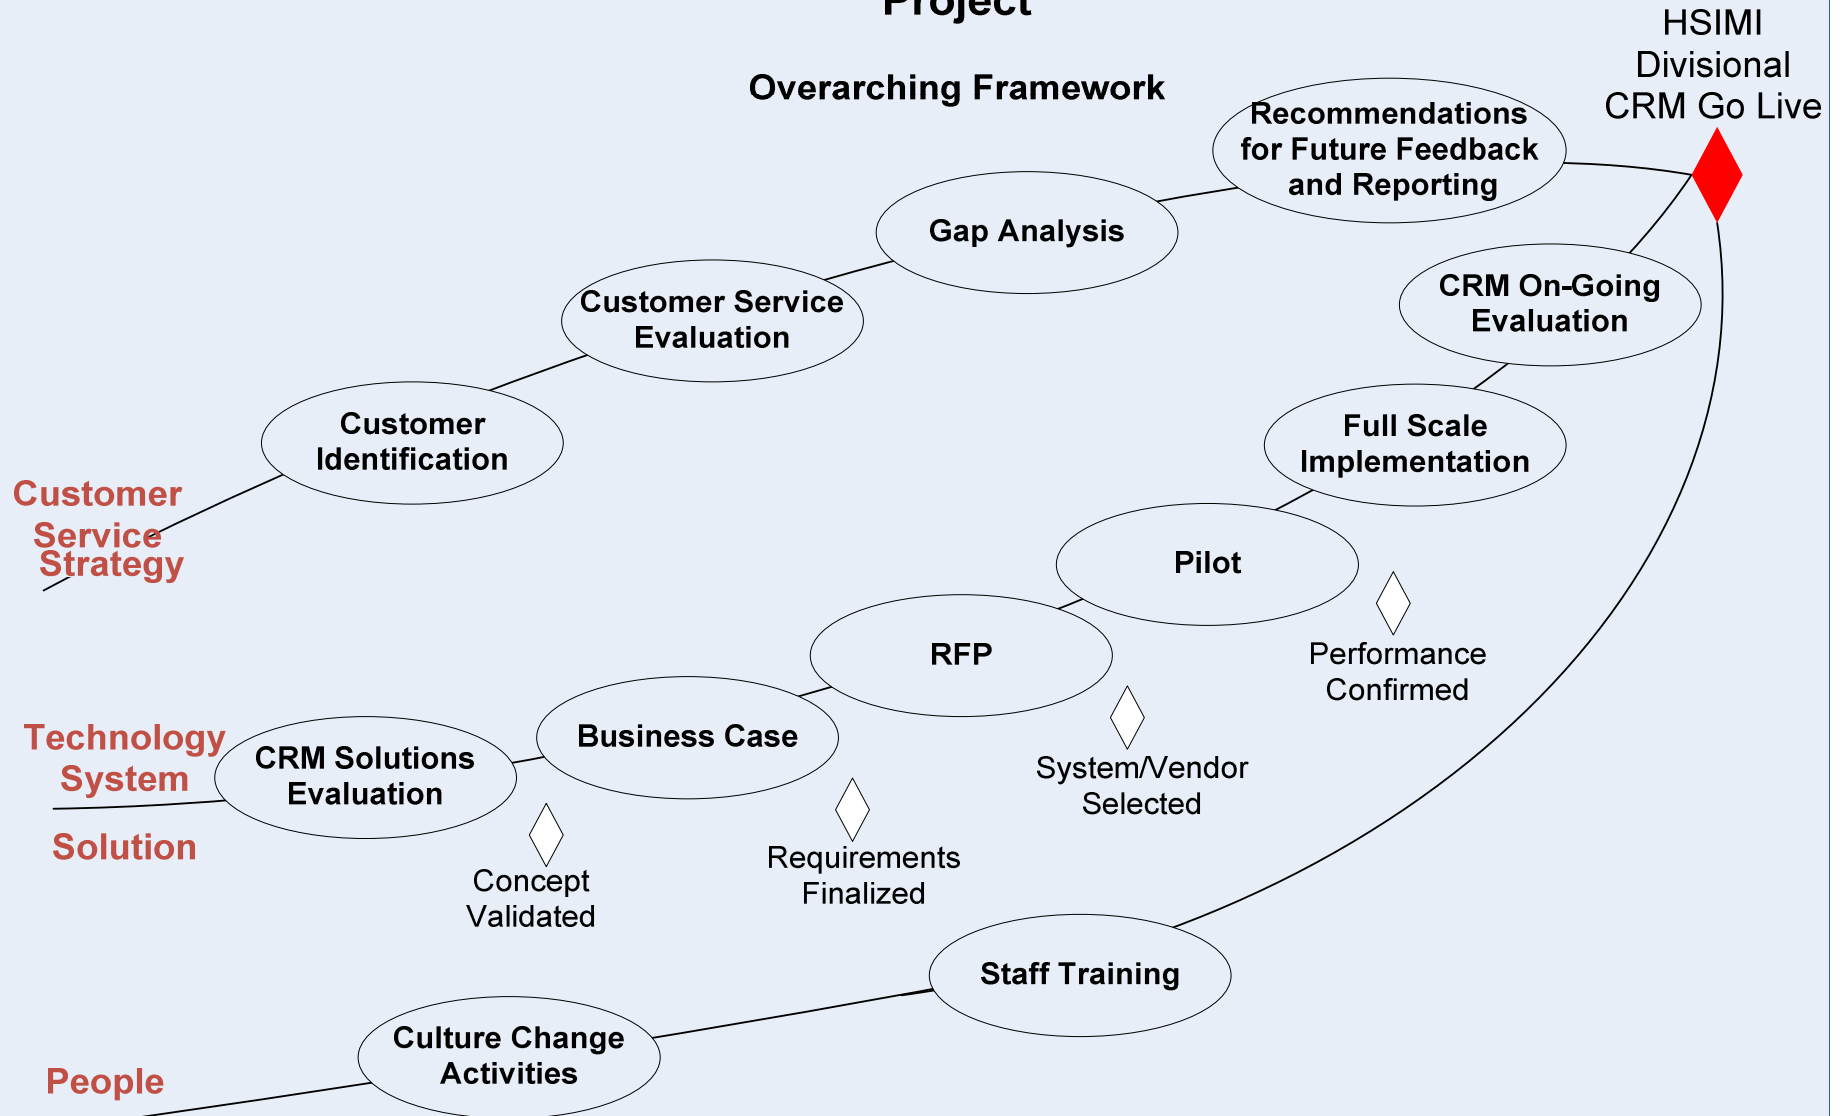 Project
Overarching Framework
HSIMI
Divisional
CRM Go Live
Recommendations
for Future Feedback
and Reporting
Gap Analysis
CRM On-Going
Evaluation
Customer Service
Evaluation
Customer
Identification
Full Scale
Implementation
Customer
Service
Strategy
Pilot
Performance
Confirmed
RFP
System/Vendor
Selected
Technology
System
Solution
CRM Solutions
Evaluation
Business Case
Concept
Validated
Requirements
Finalized
Staff Training
Culture Change
Activities
People